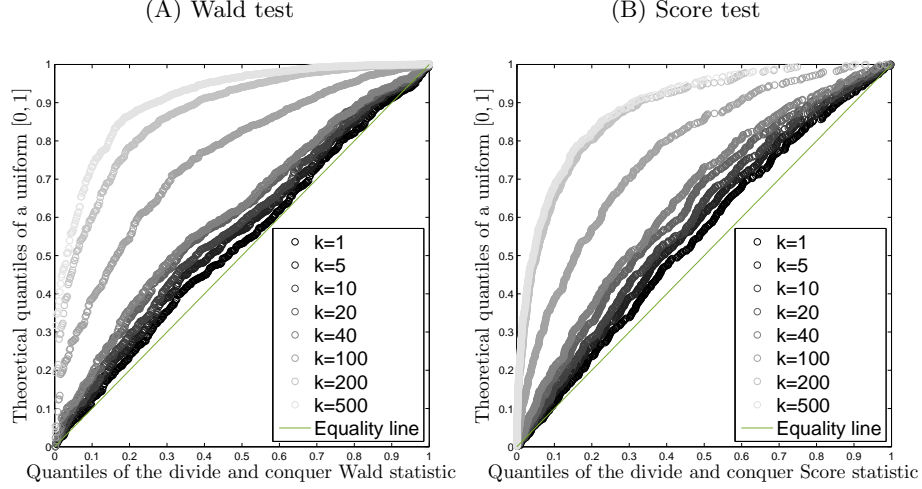 (A) Wald test
(B) Score test
Theoretical quantiles of a uniform [0, 1]
1
0.9
0.8
0.7
0.6
0.5
0.4
0.3
0.2
0.1
0
0 0.1 0.2 0.3 0.4 0.5 0.6 0.7 0.8 0.9 1
k=1
k=5
k=10
k=20
k=40
k=100
k=200
k=500
Equality line
Quantiles of the divide and conquer Wald statistic
Theoretical quantiles of a uniform [0, 1]
1
0.9
0.8
0.7
0.6
0.5
0.4
0.3
0.2
0.1
0
0 0.1 0.2 0.3 0.4 0.5 0.6 0.7 0.8 0.9 1
k=1
k=5
k=10
k=20
k=40
k=100
k=200
k=500
Equality line
Quantiles of the divide and conquer Score statistic